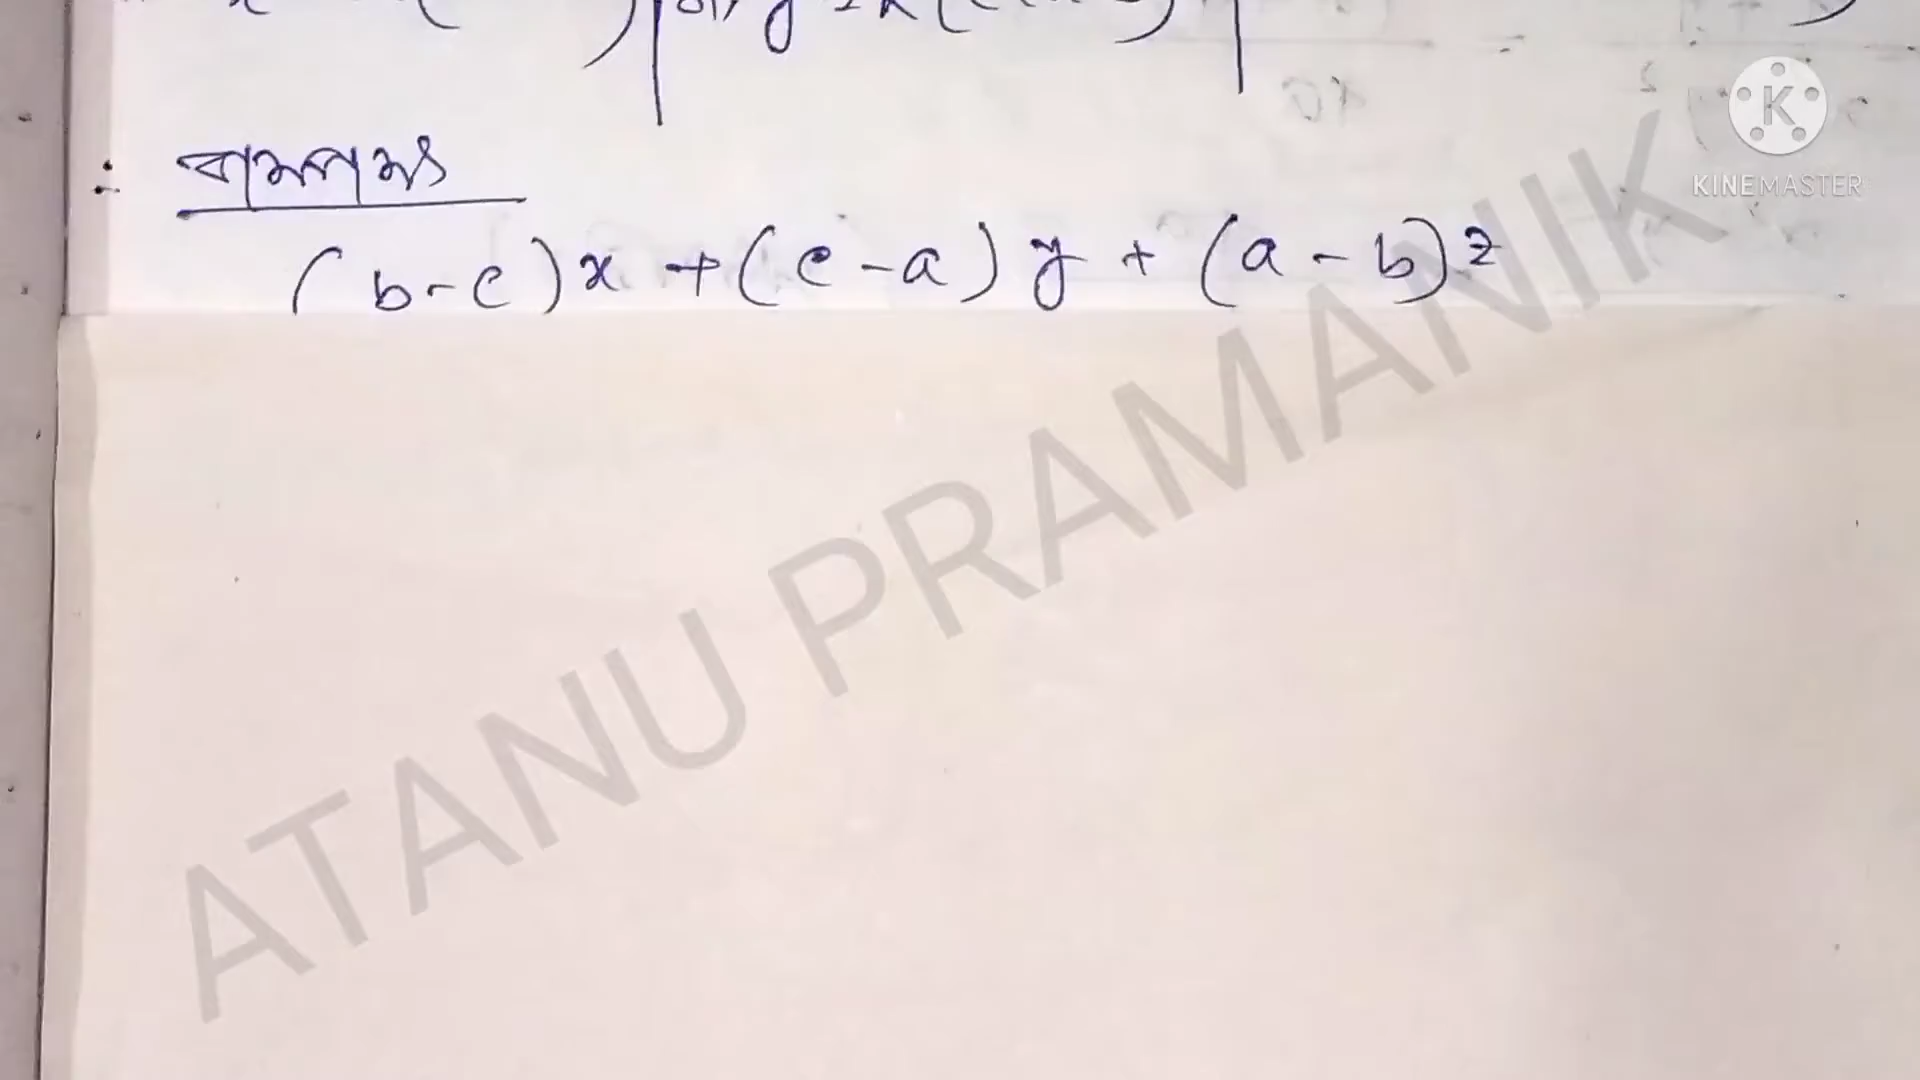 ∴ বামপক্ষঃ
(b-c)x + (c-a) y + (a-b)z
KINEMASTER
ATANU PRAMANIK